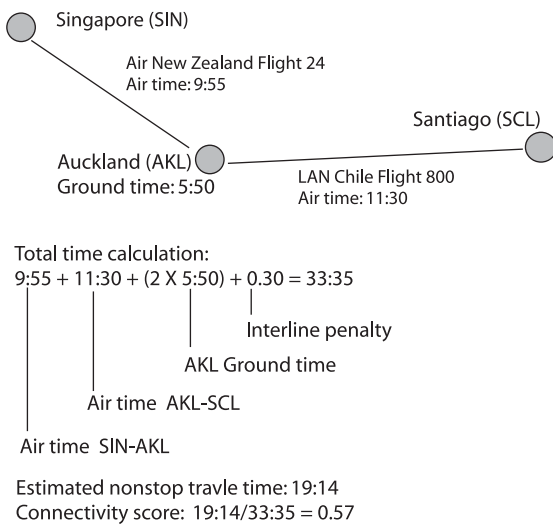 Singapore (SIN)
Air New Zealand Flight 24
Air time: 9:55
Santiago (SCL)
Auckland (AKL)
Ground time: 5:50
LAN Chile Flight 800
Air time: 11:30
Total time calculation:
9:55 + 11:30 + (2 X 5:50) + 0.30 = 33:35
Interline penalty
AKL Ground time
Air time AKL-SCL
Air time SIN-AKL
Estimated nonstop travle time: 19:14
Connectivity score: 19:14/33:35 = 0.57